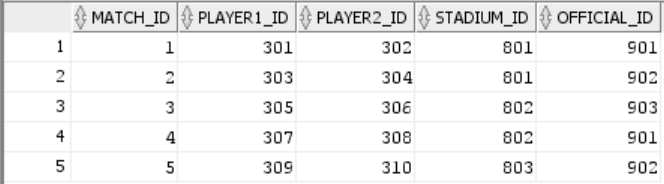 MATCH_ID PLAYER1_ID PLAYER2_ID STADIUM_ID OFFICIAL_ID
1 1 301 302 801 901
2 2 303 304 801 902
3 3 305 306 802 903
4 4 307 308 802 901
5 5 309 310 803 902